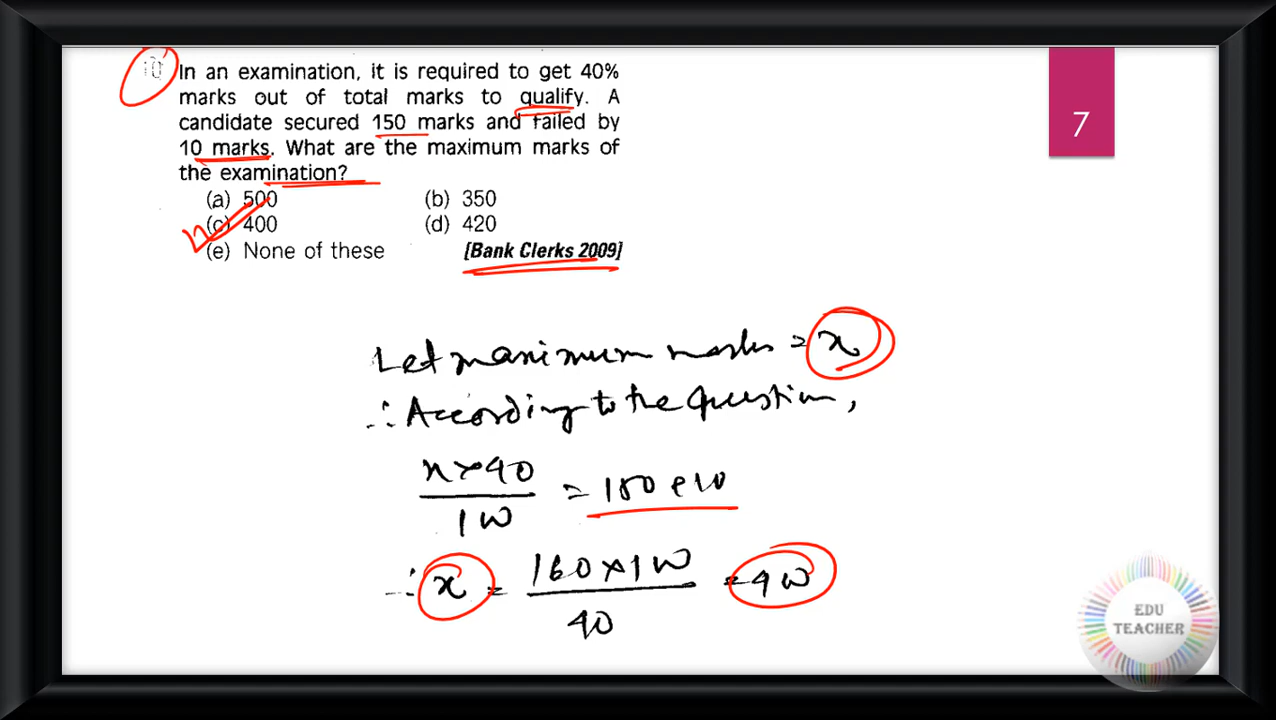 10 In an examination, it is required to get 40%
marks out of total marks to qualify. A
candidate secured 150 marks and failed by
10 marks. What are the maximum marks of
the examination?
(a) 500 (b) 350
(c) 400 (d) 420
(e) None of these [Bank Clerks 2009]
7
Let maximum marks = x
∴ According to the question,
x × 40
100
= 150 + 10
∴ x = 160 × 100 = 400
40
EDU
TEACHER